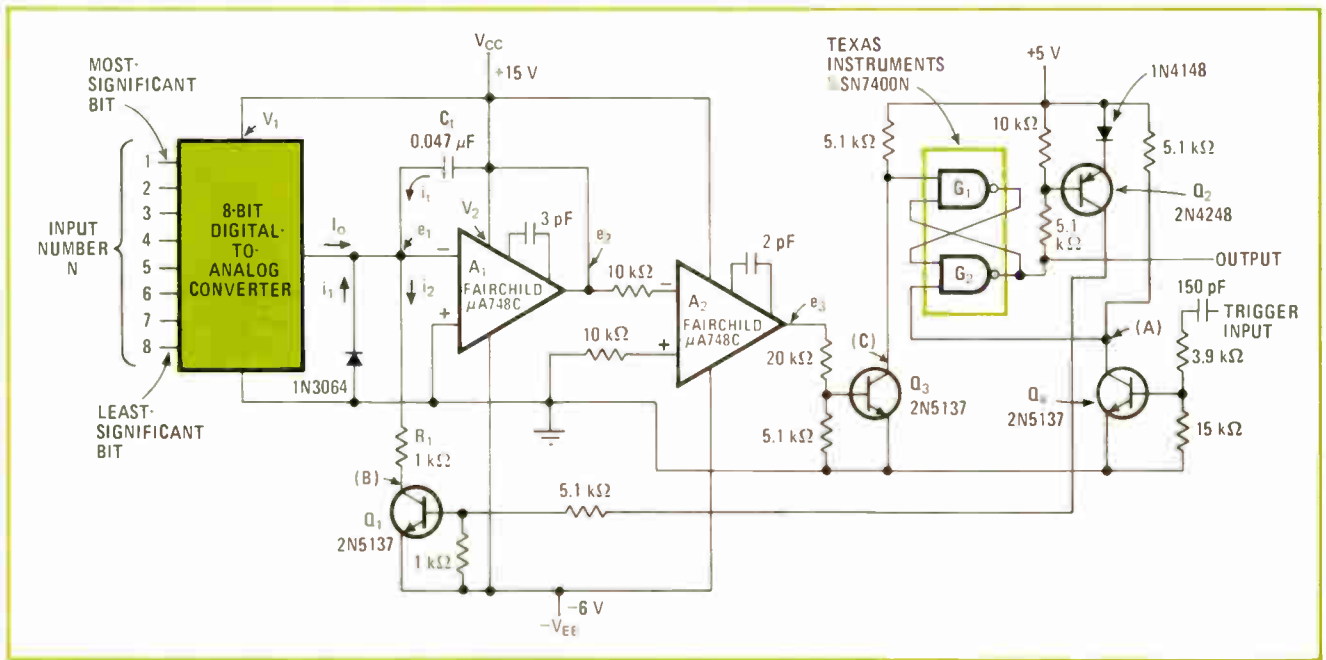 MOST-
SIGNIFICANT
BIT
V1
INPUT
NUMBER
N
1
2
3
4
5
6
7
8
8-BIT
DIGITAL-
TO-
ANALOG
CONVERTER
LEAST-
SIGNIFICANT
BIT
Io
i1
1N3064
VCC
+15 V
Ct
0.047 µF
it
e1
i2
V2
3 pF
−
A1
FAIRCHILD
µA748C
+
e2
R1
1 kΩ
(B)
Q1
2N5137
1 kΩ
5.1 kΩ
−6 V
−VEE
10 kΩ
10 kΩ
2 pF
−
A2
FAIRCHILD
µA748C
+
e3
20 kΩ
5.1 kΩ
(C)
Q3
2N5137
TEXAS
INSTRUMENTS
SN7400N
5.1 kΩ
G1
G2
+5 V
10 kΩ
5.1
kΩ
1N4148
5.1 kΩ
Q2
2N4248
OUTPUT
150 pF
TRIGGER
INPUT
(A)
3.9 kΩ
Q
2N5137
15 kΩ